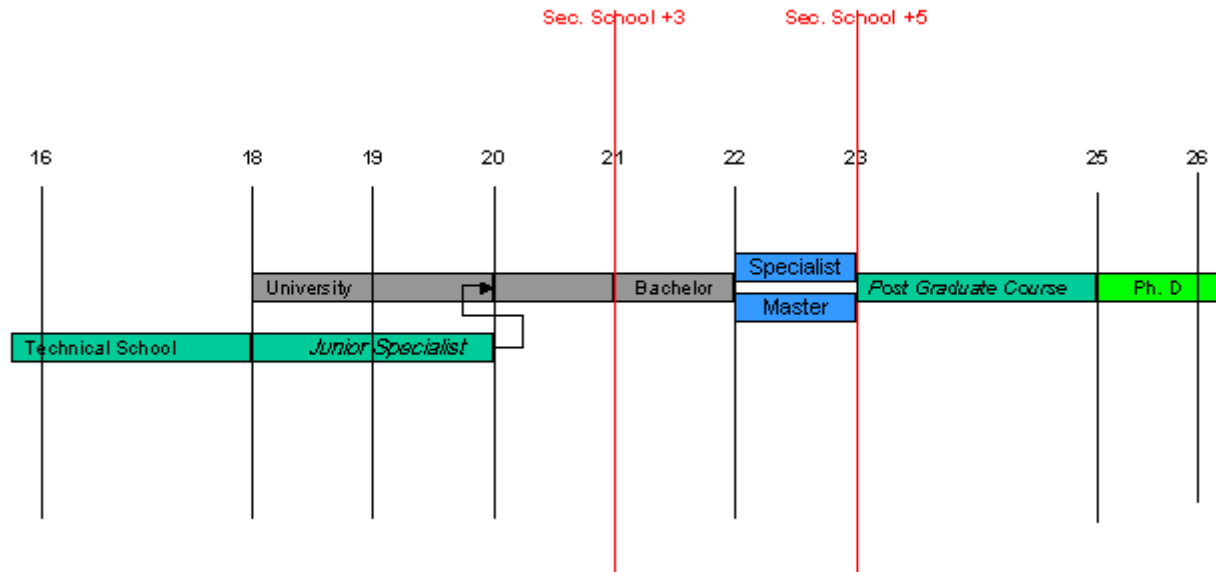 Sec. School +3
Sec. School +5
16
18
19
20
21
22
23
25
26
Specialist
University
Bachelor
Post Graduate Course
Ph. D
Master
Technical School
Junior Specialist